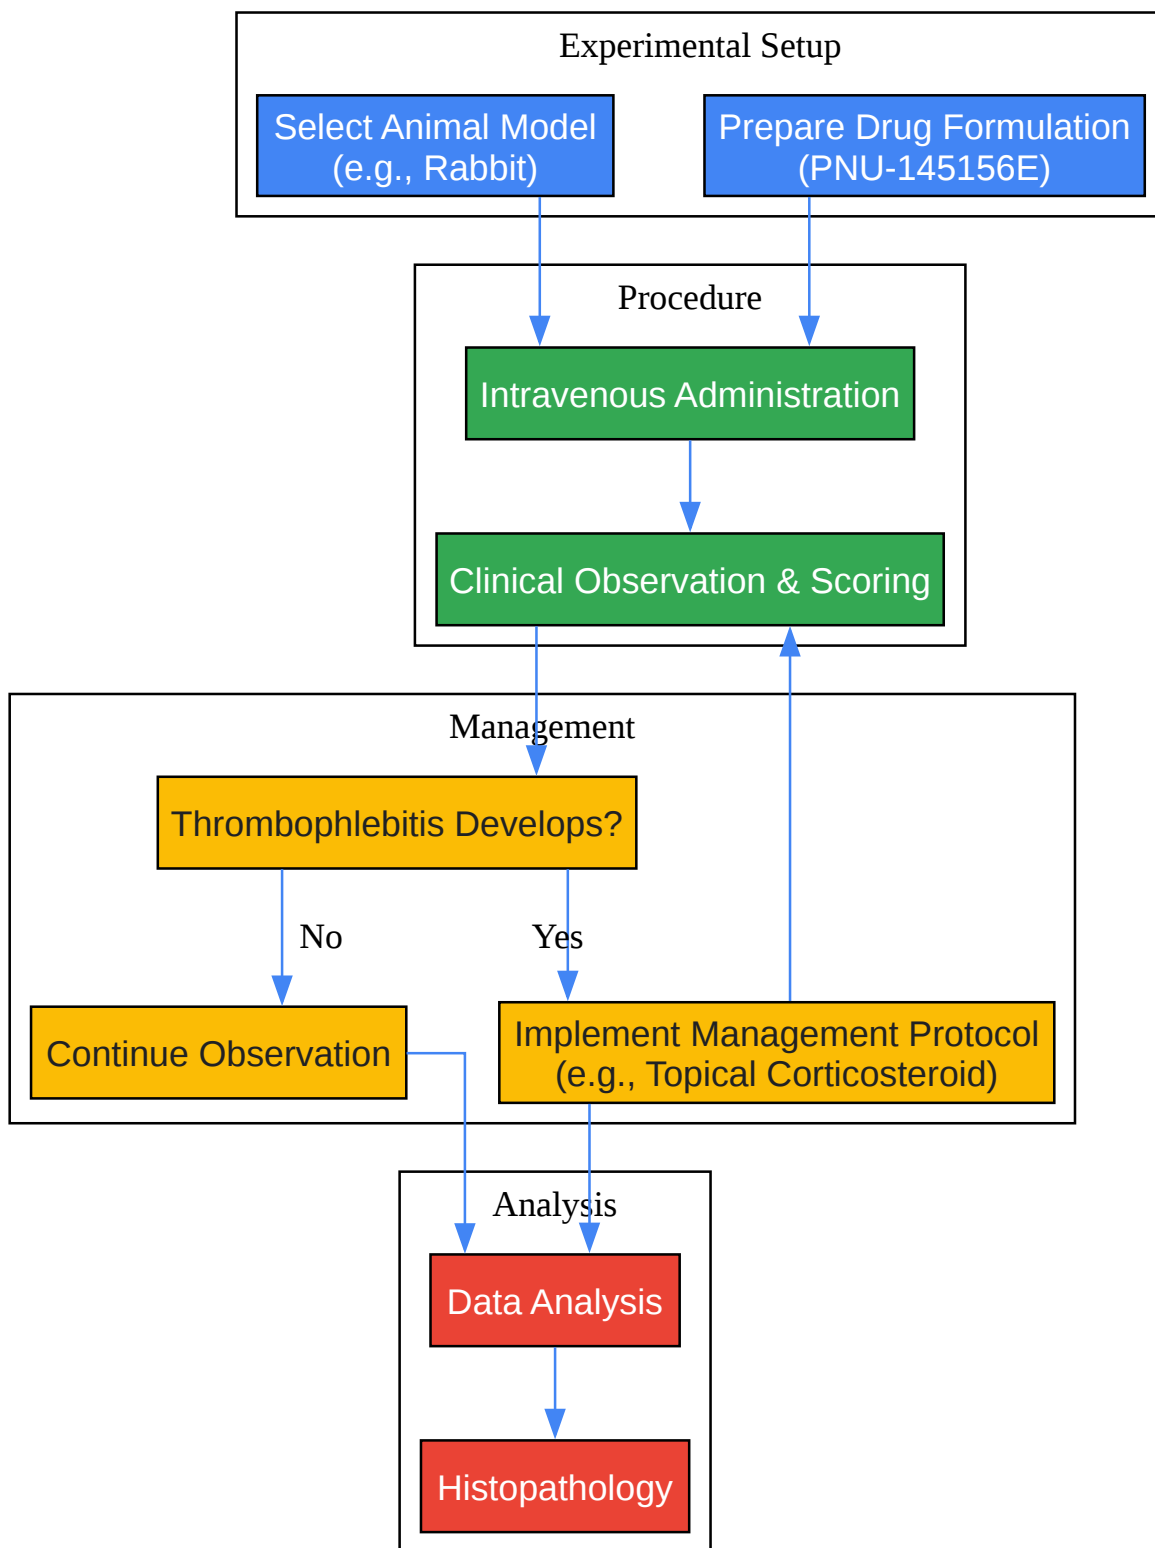 Experimental Setup
Select Animal Model
(e.g., Rabbit)
Prepare Drug Formulation
(PNU-145156E)
Procedure
Intravenous Administration
Clinical Observation & Scoring
Management
Thrombophlebitis Develops?
No
Yes
Continue Observation
Implement Management Protocol
(e.g., Topical Corticosteroid)
Analysis
Data Analysis
Histopathology